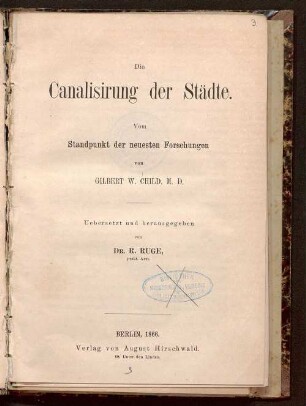 3
Die
Canalisirung der Städte.
Vom
Standpunkt der neuesten Forschungen
von
GILBERT W. CHILD, M. D.
Uebersetzt und herausgegeben
von
DR. R. RUGE,
pract. Arzt.
BERLIN, 1866.
Verlag von August Hirschwald.
68 Unter den Linden.
3